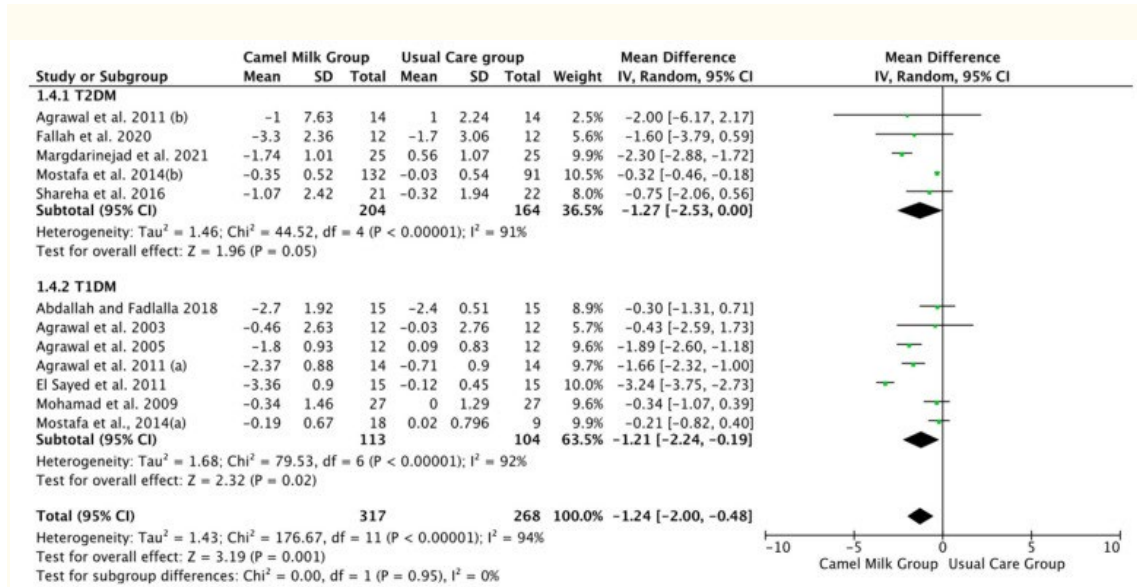 Camel Milk Group Usual Care group Mean Difference Mean Difference
Study or Subgroup Mean SD Total Mean SD Total Weight IV, Random, 95% CI IV, Random, 95% CI
1.4.1 T2DM
Agrawal et al. 2011 (b) -1 7.63 14 1 2.24 14 2.5% -2.00 [-6.17, 2.17]
Fallah et al. 2020 -3.3 2.36 12 -1.7 3.06 12 5.6% -1.60 [-3.79, 0.59]
Margdarinejad et al. 2021 -1.74 1.01 25 0.56 1.07 25 9.9% -2.30 [-2.88, -1.72]
Mostafa et al. 2014(b) -0.35 0.52 132 -0.03 0.54 91 10.5% -0.32 [-0.46, -0.18]
Shareha et al. 2016 -1.07 2.42 21 -0.32 1.94 22 8.0% -0.75 [-2.06, 0.56]
Subtotal (95% CI) 204 164 36.5% -1.27 [-2.53, 0.00]
Heterogeneity: Tau² = 1.46; Chi² = 44.52, df = 4 (P < 0.00001); I² = 91%
Test for overall effect: Z = 1.96 (P = 0.05)
1.4.2 T1DM
Abdallah and Fadlalla 2018 -2.7 1.92 15 -2.4 0.51 15 8.9% -0.30 [-1.31, 0.71]
Agrawal et al. 2003 -0.46 2.63 12 -0.03 2.76 12 5.7% -0.43 [-2.59, 1.73]
Agrawal et al. 2005 -1.8 0.93 12 0.09 0.83 12 9.6% -1.89 [-2.60, -1.18]
Agrawal et al. 2011 (a) -2.37 0.88 14 -0.71 0.9 14 9.7% -1.66 [-2.32, -1.00]
El Sayed et al. 2011 -3.36 0.9 15 -0.12 0.45 15 10.0% -3.24 [-3.75, -2.73]
Mohamad et al. 2009 -0.34 1.46 27 0 1.29 27 9.6% -0.34 [-1.07, 0.39]
Mostafa et al., 2014(a) -0.19 0.67 18 0.02 0.796 9 9.9% -0.21 [-0.82, 0.40]
Subtotal (95% CI) 113 104 63.5% -1.21 [-2.24, -0.19]
Heterogeneity: Tau² = 1.68; Chi² = 79.53, df = 6 (P < 0.00001); I² = 92%
Test for overall effect: Z = 2.32 (P = 0.02)
Total (95% CI) 317 268 100.0% -1.24 [-2.00, -0.48]
Heterogeneity: Tau² = 1.43; Chi² = 176.67, df = 11 (P < 0.00001); I² = 94%
Test for overall effect: Z = 3.19 (P = 0.001)
Test for subgroup differences: Chi² = 0.00, df = 1 (P = 0.95), I² = 0%
-10 -5 0 5 10
Camel Milk Group Usual Care Group